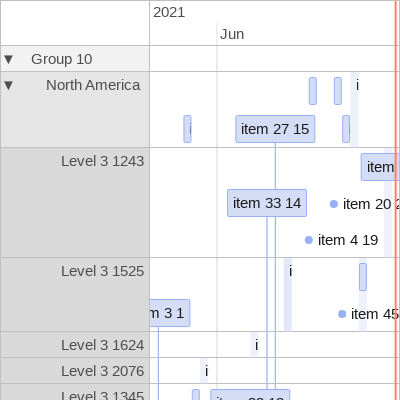 2021
Jun
▼ Group 10
▼ North America
i
item 27 15
Level 3 1243
item
item 33 14
item 20 2
item 4 19
Level 3 1525
i
m 3 1
item 45
Level 3 1624
i
Level 3 2076
i
Level 3 1345